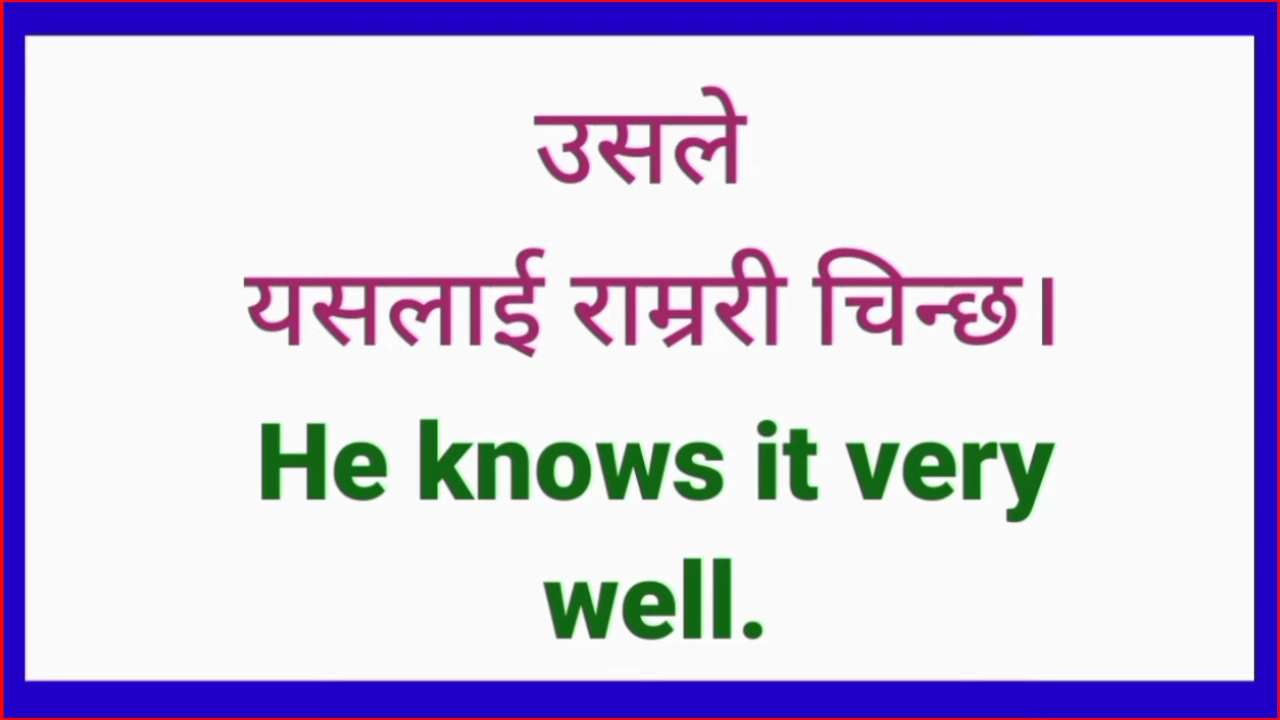 उसले
यसलाई राम्ररी चिन्छ।
He knows it very
well.